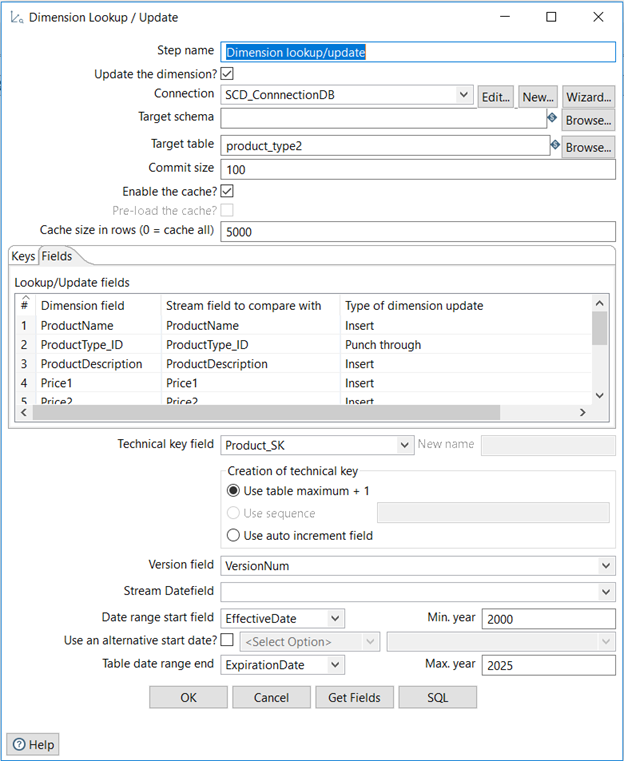 Dimension Lookup / Update
Step name Dimension lookup/update
Update the dimension?
Connection SCD_ConnnectionDB Edit... New... Wizard...
Target schema Browse...
Target table product_type2 Browse...
Commit size 100
Enable the cache?
Pre-load the cache?
Cache size in rows (0 = cache all) 5000
Keys Fields
Lookup/Update fields
# Dimension field Stream field to compare with Type of dimension update
1 ProductName ProductName Insert
2 ProductType_ID ProductType_ID Punch through
3 ProductDescription ProductDescription Insert
4 Price1 Price1 Insert
5 Price2 Price2 Insert
Technical key field Product_SK New name
Creation of technical key
Use table maximum + 1
Use sequence
Use auto increment field
Version field VersionNum
Stream Datefield
Date range start field EffectiveDate Min. year 2000
Use an alternative start date? <Select Option>
Table date range end ExpirationDate Max. year 2025
OK Cancel Get Fields SQL
Help